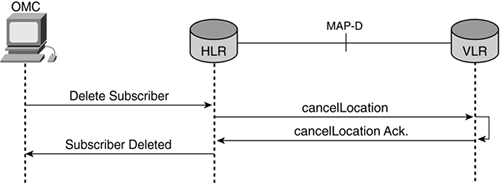 OMC
MAP-D
HLR
VLR
Delete Subscriber
cancelLocation
cancelLocation Ack.
Subscriber Deleted